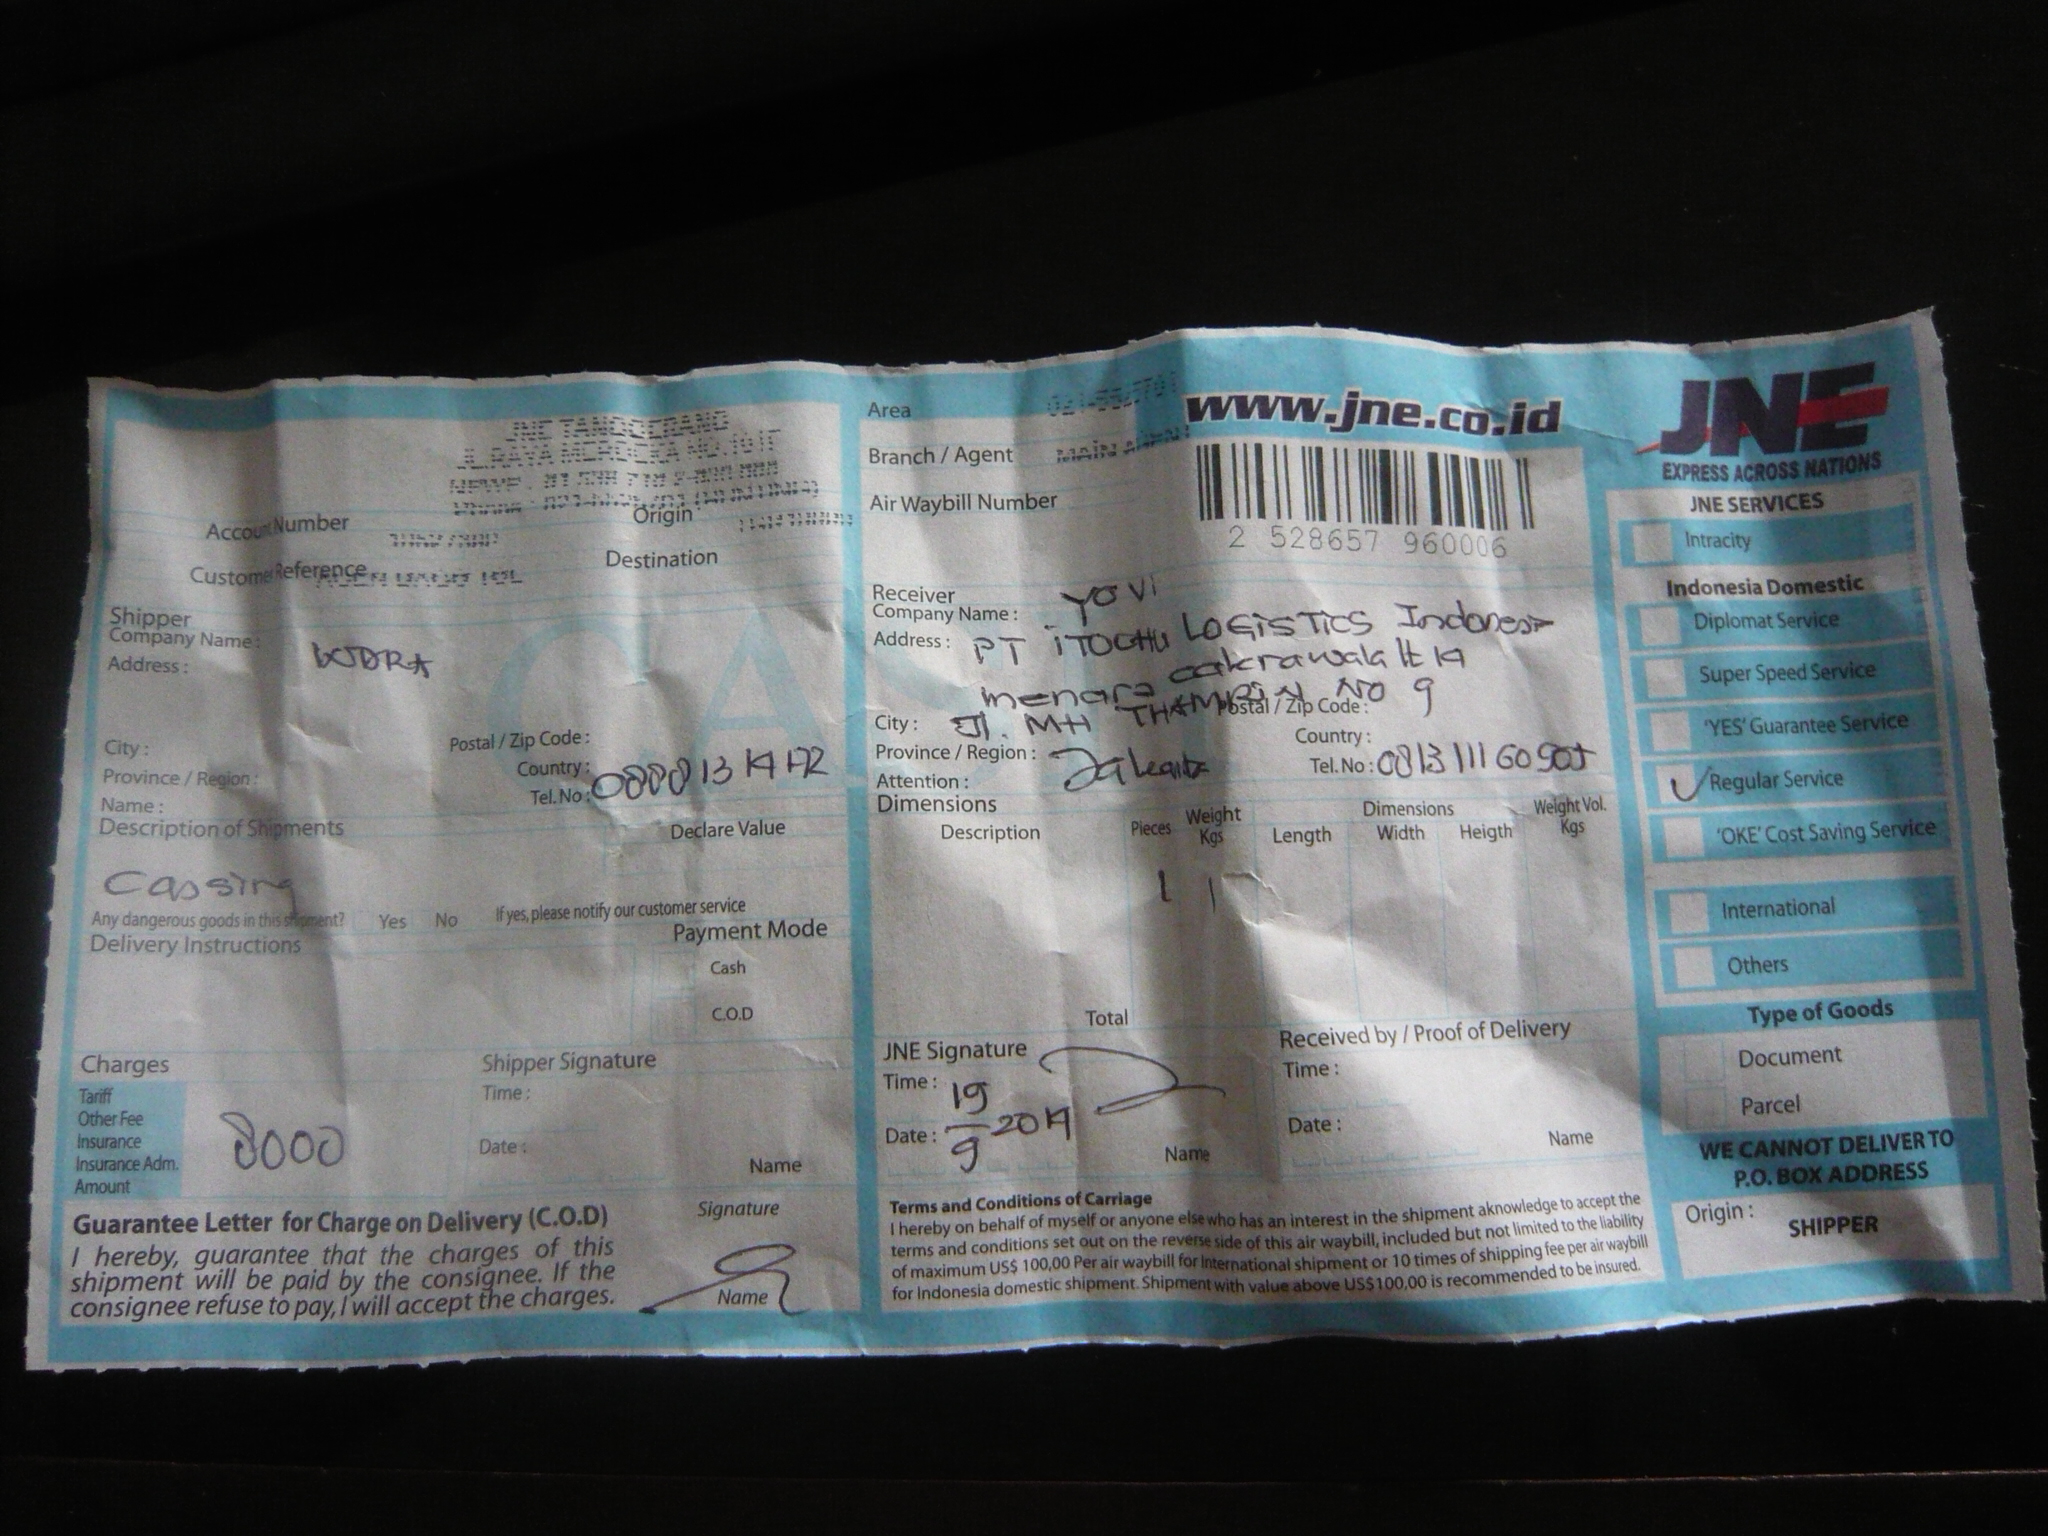 JNE TANGGERANG
JL.RAYA MERDEKA NO.
Account Number
Origin
Customer Reference
Destination
Shipper
Company Name :
Address :
City :
Postal / Zip Code :
Province / Region :
Country :
Name :
Tel. No :
Description of Shipments
Declare Value
Cassing
Any dangerous goods in this shipment? Yes No If yes, please notify our customer service
Delivery Instructions
Payment Mode
Cash
C.O.D
Charges
Shipper Signature
Tariff
Other Fee
Insurance
Insurance Adm.
Amount
8000
Time :
Date :
Name
Guarantee Letter for Charge on Delivery (C.O.D)
I hereby, guarantee that the charges of this
shipment will be paid by the consignee. If the
consignee refuse to pay, I will accept the charges.
Signature
Name
Area
Branch / Agent
Air Waybill Number
www.jne.co.id
2 528657 960006
Receiver
Company Name : YOVI
Address : PT ITOCHU LOGISTICS Indonesia
menara cakrawala lt 19
City : Jl. MH THAMRIN NO 9
Postal / Zip Code :
Province / Region : Jakarta
Country :
Attention :
Tel. No : 0813 111 60 905
Dimensions
Description Pieces Weight Kgs Dimensions Length Width Heigth Weight Vol. Kgs
1 1
Total
JNE Signature
Time :
Date : 19/9 2014
Name
Received by / Proof of Delivery
Time :
Date :
Name
Terms and Conditions of Carriage
I hereby on behalf of myself or anyone else who has an interest in the shipment aknowledge to accept the
terms and conditions set out on the reverse side of this air waybill, included but not limited to the liability
of maximum US$ 100,00 Per air waybill for International shipment or 10 times of shipping fee per air waybill
for Indonesia domestic shipment. Shipment with value above US$100,00 is recommended to be insured.
JNE
EXPRESS ACROSS NATIONS
JNE SERVICES
Intracity
Indonesia Domestic
Diplomat Service
Super Speed Service
'YES' Guarantee Service
Regular Service
'OKE' Cost Saving Service
International
Others
Type of Goods
Document
Parcel
WE CANNOT DELIVER TO
P.O. BOX ADDRESS
Origin :
SHIPPER